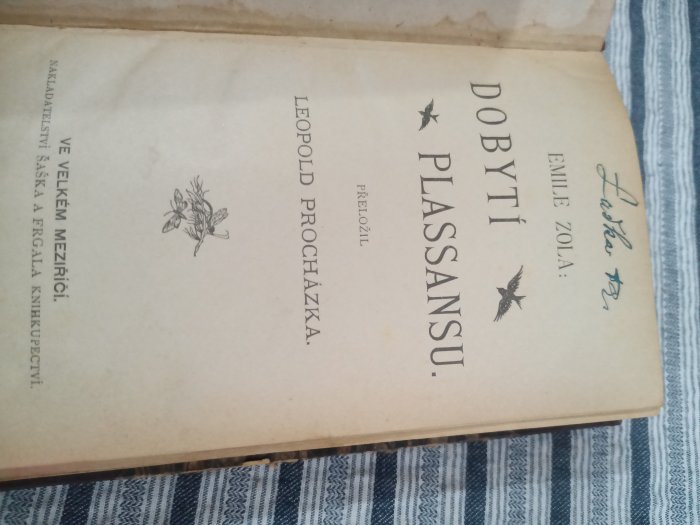 EMILE ZOLA:
DOBYTÍ
PLASSANSU.
PŘELOŽIL
LEOPOLD PROCHÁZKA.
VE VELKÉM MEZIŘÍČÍ.
NAKLADATELSTVÍ ŠAŠKA A FRGALA KNIHKUPECTVÍ.